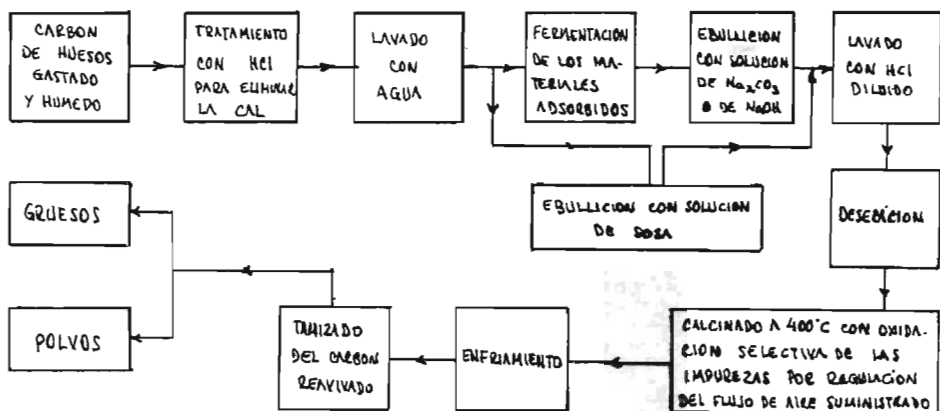 CARBON
DE HUESOS
GASTADO
Y HUMEDO
TRATAMIENTO
CON HCl
PARA ELIMINAR
LA CAL
LAVADO
CON
AGUA
FERMENTACIÓN
DE LOS MA-
TERIALES
ADSORBIDOS
EBULLICION
CON SOLUCION
DE Na2CO3
O DE NaOH
LAVADO
CON HCl
DILUIDO
EBULLICION CON SOLUCION
DE SOSA
DESECACION
CALCINADO A 400°C CON OXIDA-
CION SELECTIVA DE LAS
IMPUREZAS POR REGULACION
DEL FLUJO DE AIRE SUMINISTRADO
ENFRIAMIENTO
TAMIZADO
DEL CARBON
REAVIVADO
GRUESOS
POLVOS